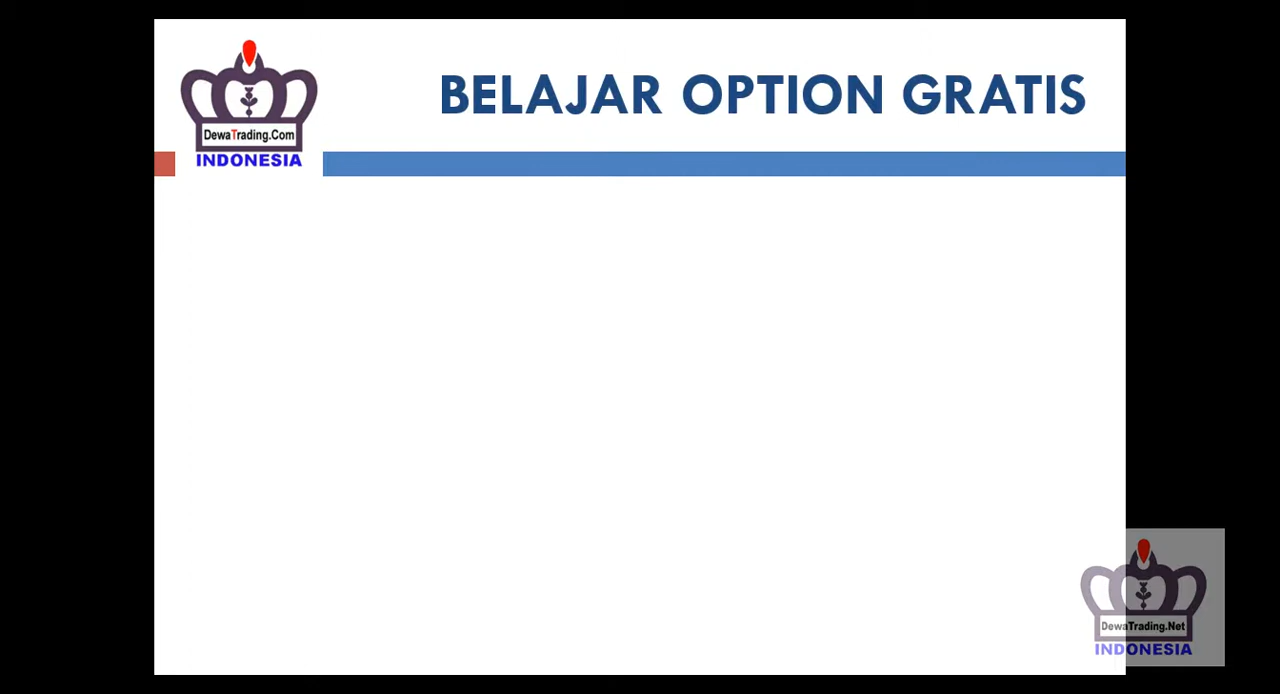 BELAJAR OPTION GRATIS
DewaTrading.Com
INDONESIA
DewaTrading.Net
INDONESIA